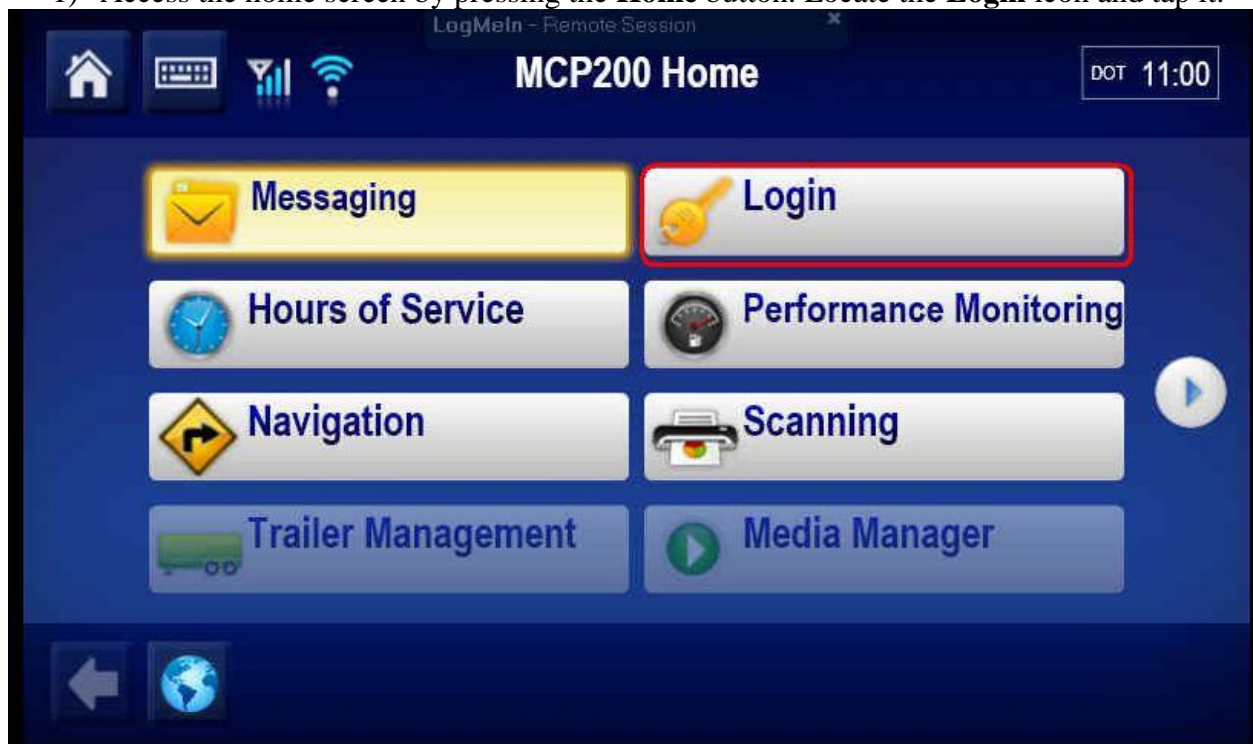 1) Access the home screen by pressing the Home button. Locate the Login icon and tap it.
LogMeIn - Remote Session ×
MCP200 Home
DOT 11:00
Messaging
Login
Hours of Service
Performance Monitoring
Navigation
Scanning
Trailer Management
Media Manager